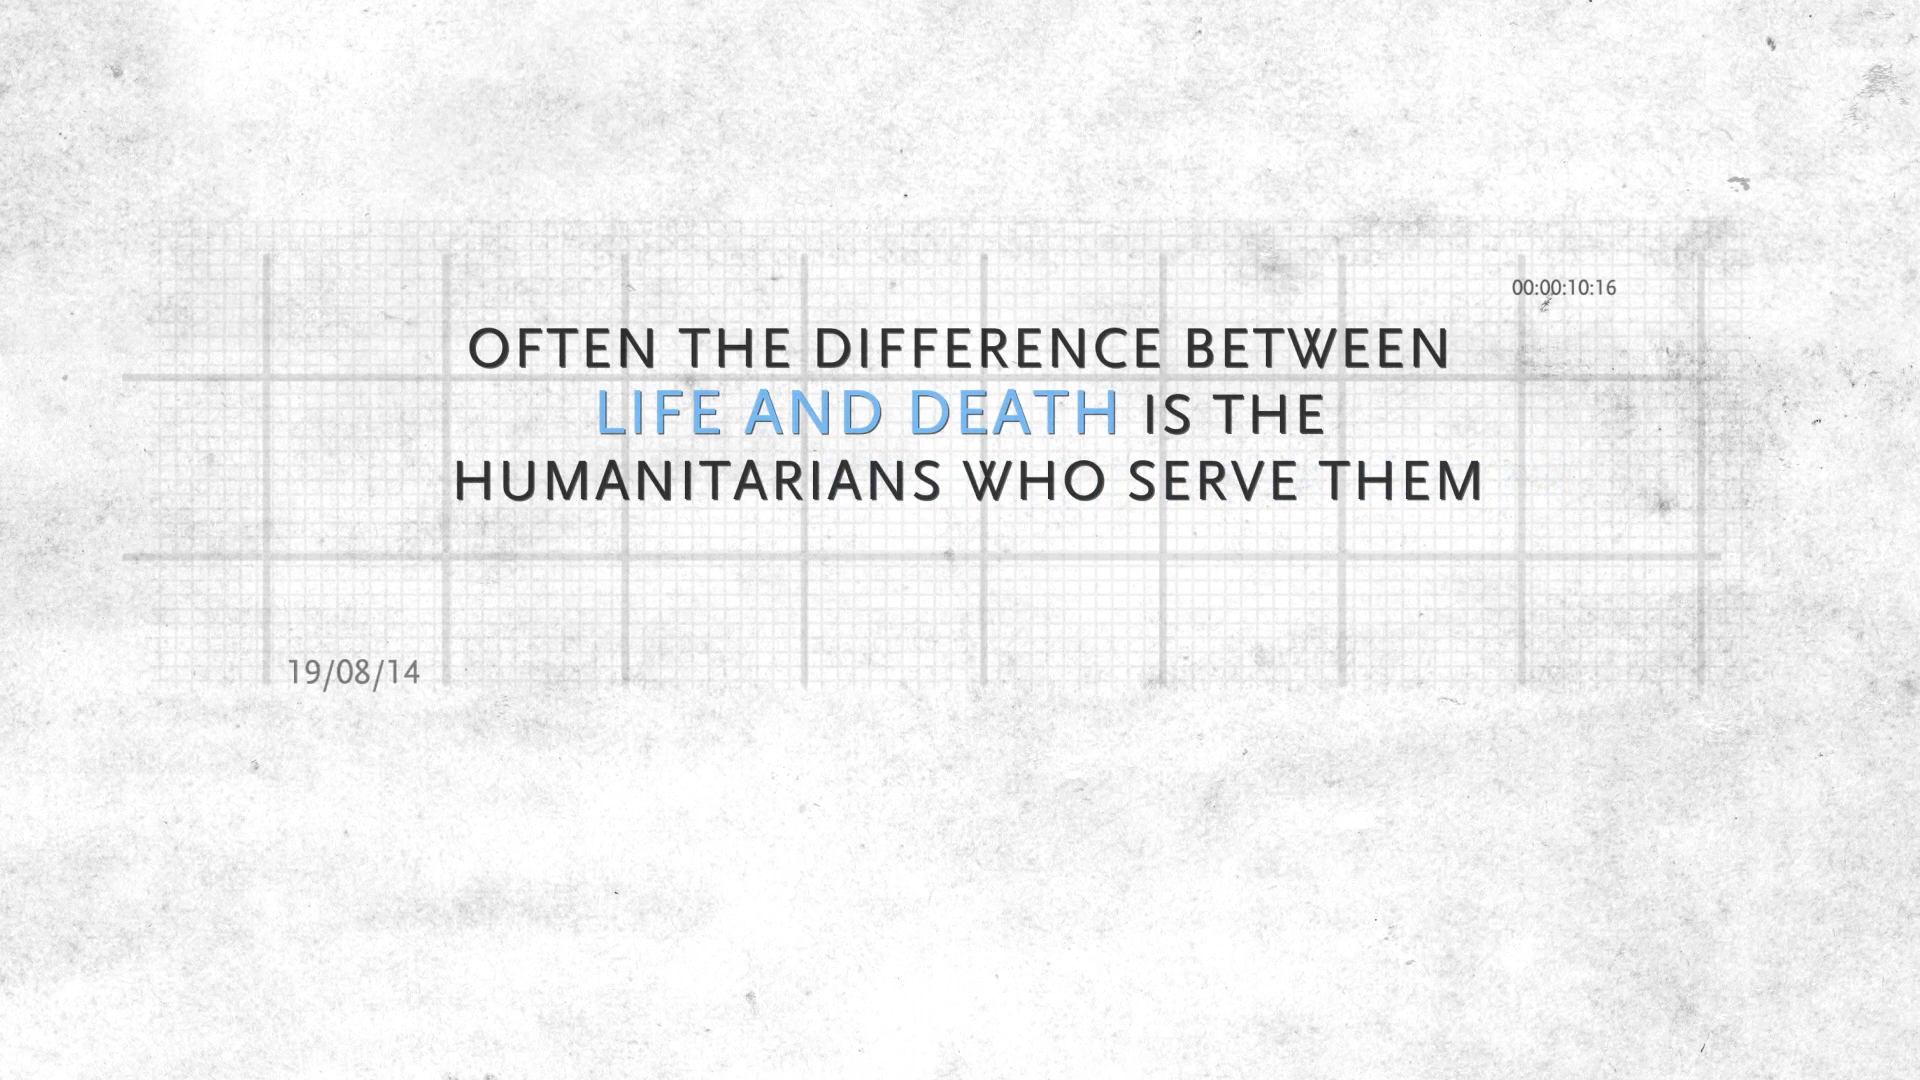 00:00:10:16
OFTEN THE DIFFERENCE BETWEEN
LIFE AND DEATH IS THE
HUMANITARIANS WHO SERVE THEM
19/08/14